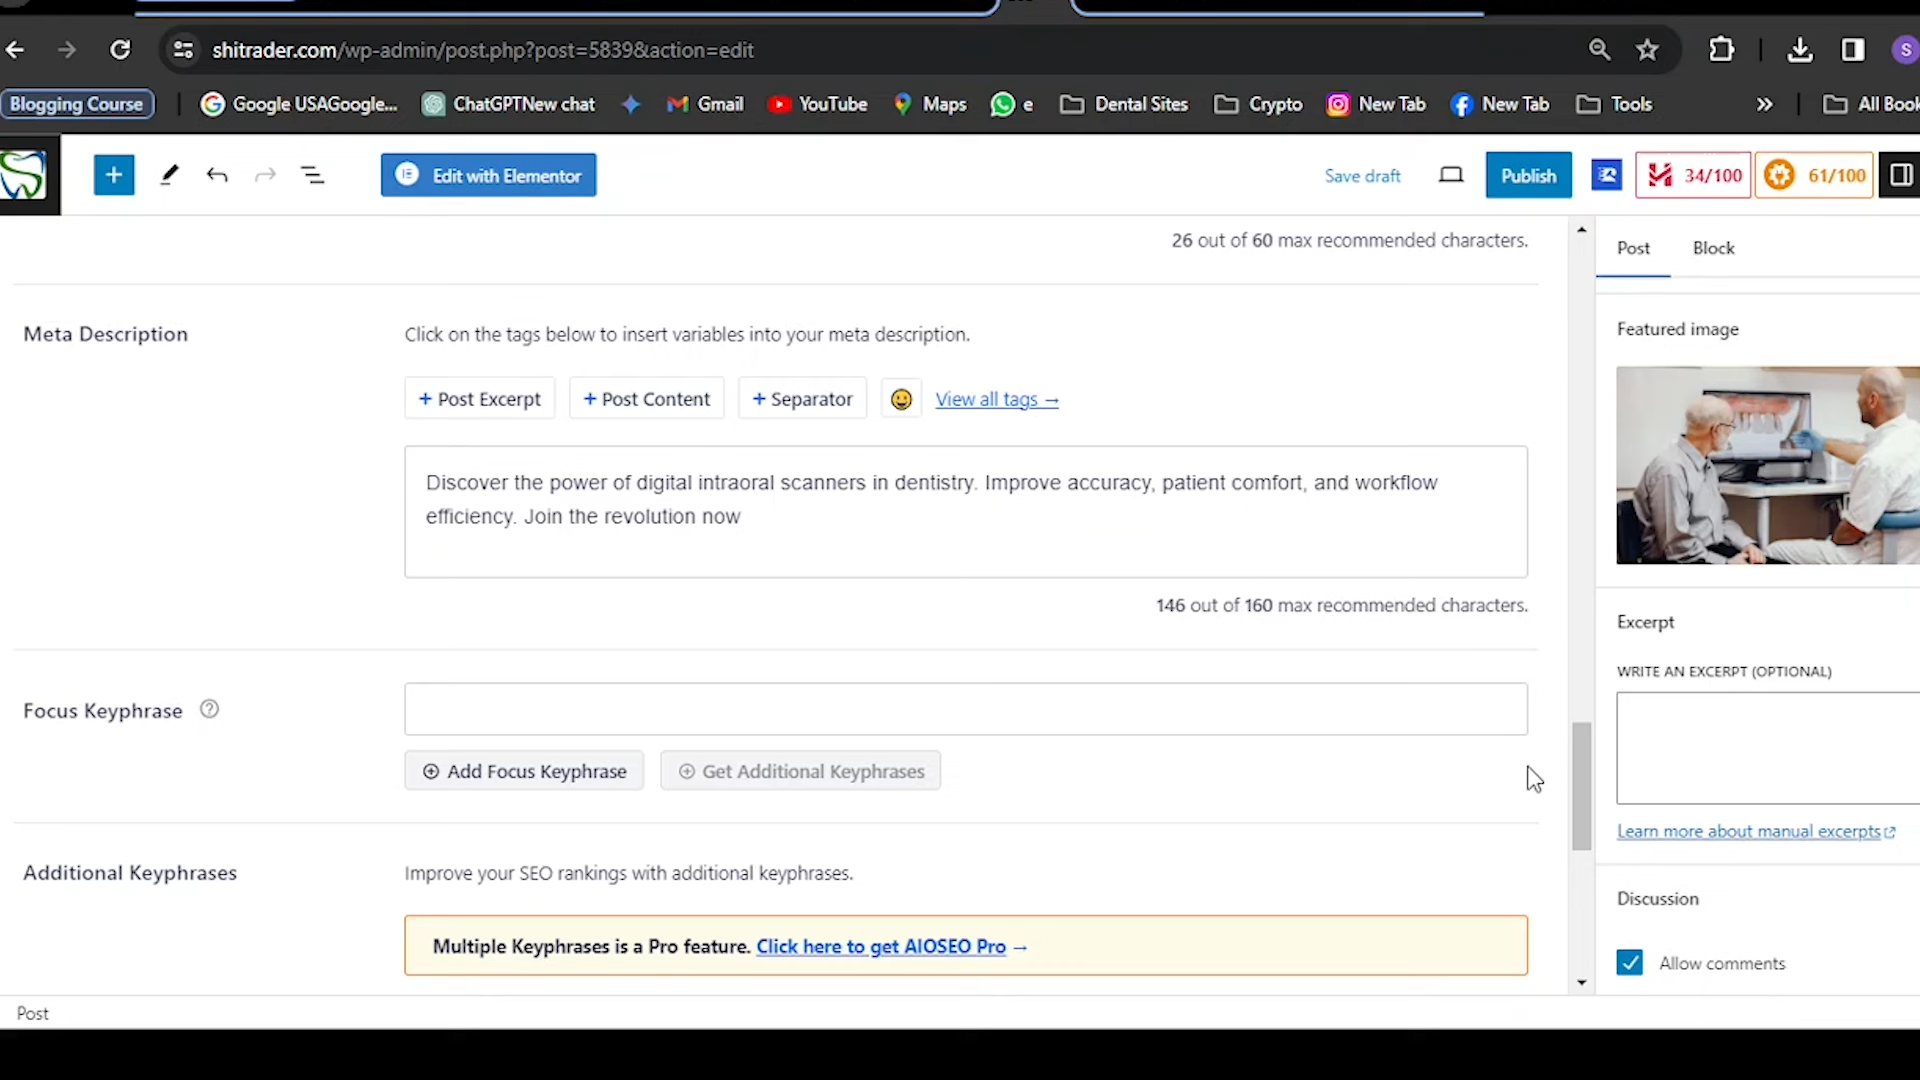 shitrader.com/wp-admin/post.php?post=5839&action=edit
S
Blogging Course
Google USAGoogle...
ChatGPTNew chat
Gmail
YouTube
Maps
e
Dental Sites
Crypto
New Tab
New Tab
Tools
»
All Book
Edit with Elementor
Save draft
Publish
34/100
61/100
26 out of 60 max recommended characters.
Post
Block
Meta Description
Click on the tags below to insert variables into your meta description.
+ Post Excerpt
+ Post Content
+ Separator
View all tags →
Discover the power of digital intraoral scanners in dentistry. Improve accuracy, patient comfort, and workflow
efficiency. Join the revolution now
146 out of 160 max recommended characters.
Focus Keyphrase
Add Focus Keyphrase
Get Additional Keyphrases
Additional Keyphrases
Improve your SEO rankings with additional keyphrases.
Multiple Keyphrases is a Pro feature. Click here to get AIOSEO Pro →
Featured image
Excerpt
WRITE AN EXCERPT (OPTIONAL)
Learn more about manual excerpts
Discussion
Allow comments
Post